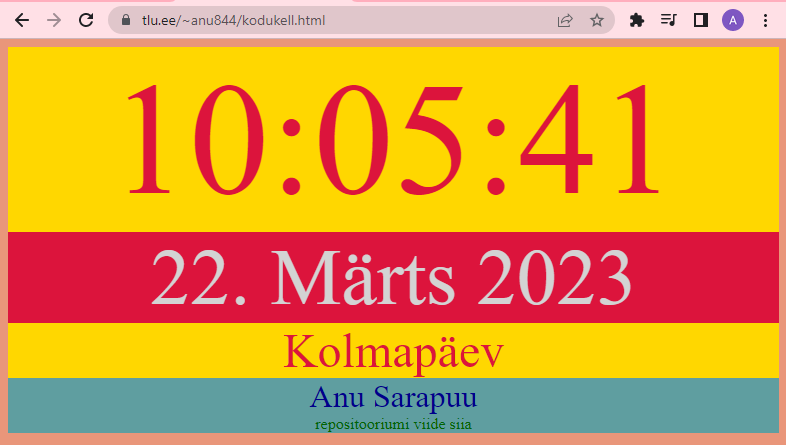 tlu.ee/~anu844/kodukell.html
A
10:05:41
22. Märts 2023
Kolmapäev
Anu Sarapuu
repositooriumi viide siia